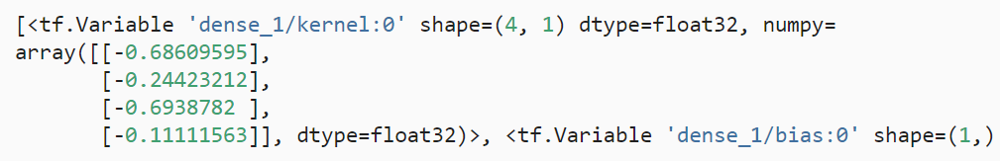 [<tf.Variable 'dense_1/kernel:0' shape=(4, 1) dtype=float32, numpy=
array([[-0.68609595],
       [-0.24423212],
       [-0.6938782 ],
       [-0.11111563]], dtype=float32)>, <tf.Variable 'dense_1/bias:0' shape=(1,)